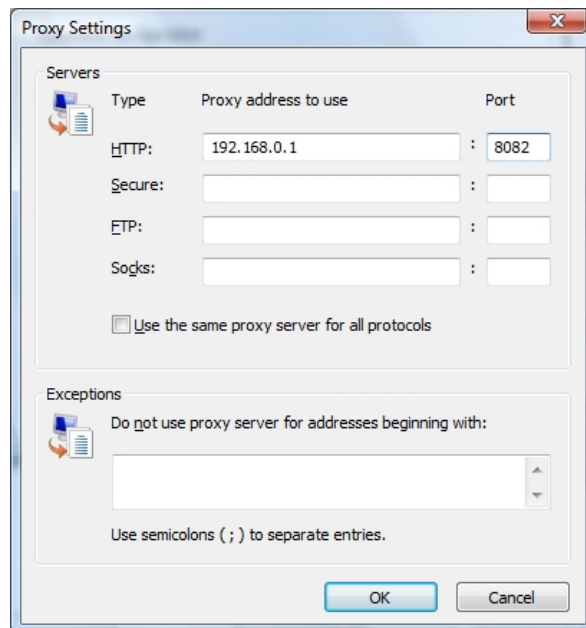 Proxy Settings
Servers
Type Proxy address to use Port
HTTP: 192.168.0.1 : 8082
Secure: :
FTP: :
Socks: :
Use the same proxy server for all protocols
Exceptions
Do not use proxy server for addresses beginning with:
Use semicolons ( ; ) to separate entries.
OK Cancel